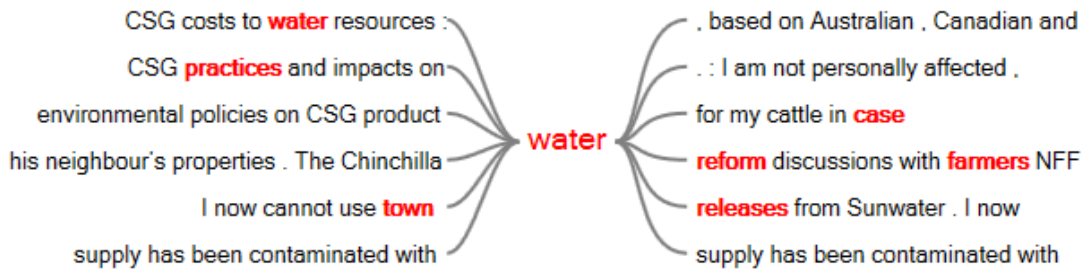 CSG costs to water resources :
CSG practices and impacts on
environmental policies on CSG product
his neighbour's properties . The Chinchilla
I now cannot use town
supply has been contaminated with
water
, based on Australian , Canadian and
. : I am not personally affected ,
for my cattle in case
reform discussions with farmers NFF
releases from Sunwater . I now
supply has been contaminated with